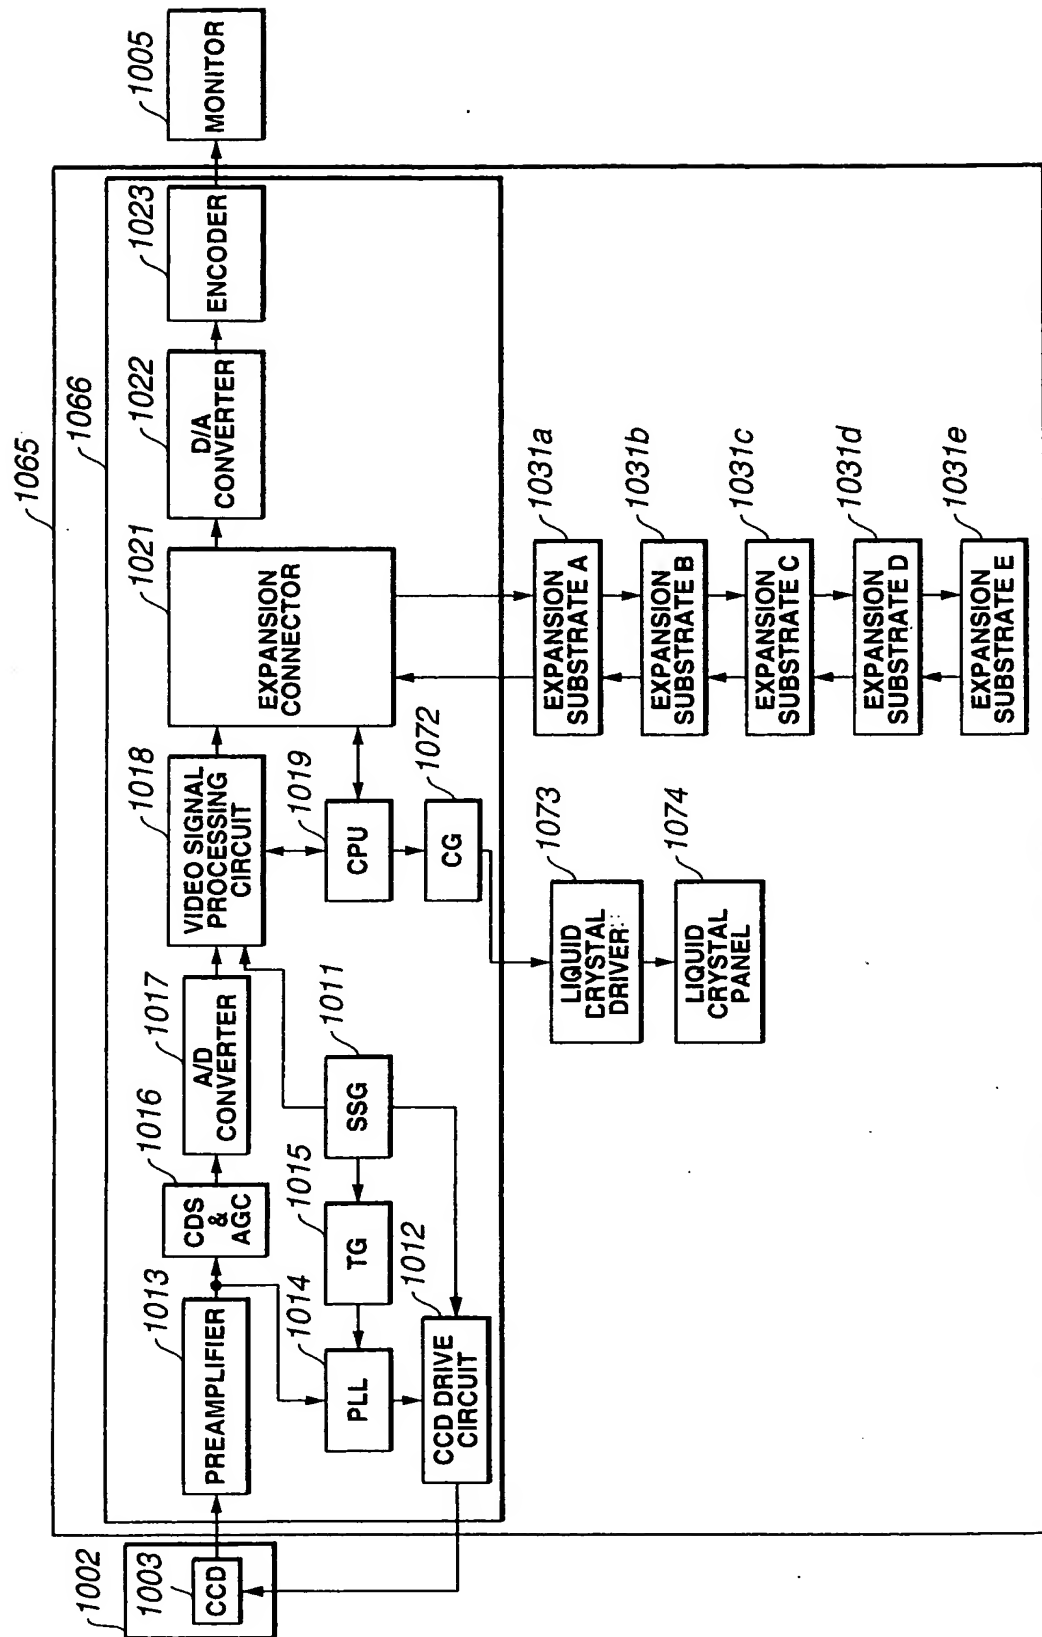 1065
1066
1002
1003
CCD
1013
PREAMPLIFIER
1016
CDS
&
AGC
1017
A/D
CONVERTER
1018
VIDEO SIGNAL
PROCESSING
CIRCUIT
1021
EXPANSION
CONNECTOR
1022
D/A
CONVERTER
1023
ENCODER
1005
MONITOR
1014
PLL
1015
TG
1011
SSG
1019
CPU
1012
CCD DRIVE
CIRCUIT
1072
CG
1073
LIQUID
CRYSTAL
DRIVER
1074
LIQUID
CRYSTAL
PANEL
1031a
EXPANSION
SUBSTRATE A
1031b
EXPANSION
SUBSTRATE B
1031c
EXPANSION
SUBSTRATE C
1031d
EXPANSION
SUBSTRATE D
1031e
EXPANSION
SUBSTRATE E